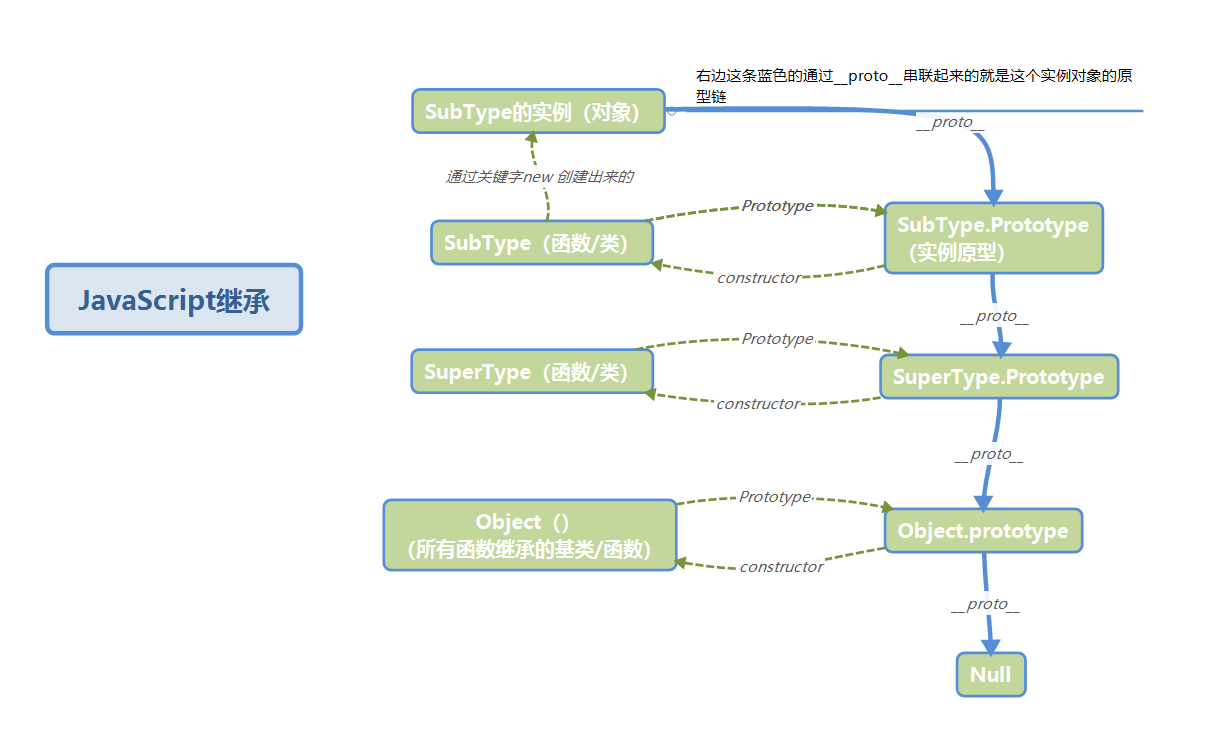 右边这条蓝色的通过__proto__串联起来的就是这个实例对象的原
型链
SubType的实例（对象）
__proto__
通过关键字new 创建出来的
Prototype
SubType（函数/类）
SubType.Prototype
（实例原型）
constructor
JavaScript继承
__proto__
Prototype
SuperType（函数/类）
SuperType.Prototype
constructor
__proto__
Prototype
Object（）
（所有函数继承的基类/函数）
Object.prototype
constructor
__proto__
Null